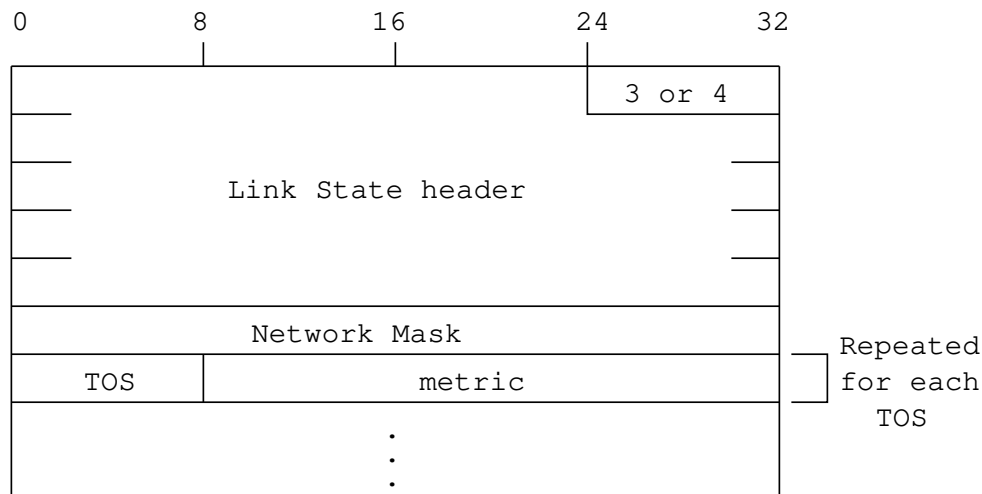 0 8 16 24 32
3 or 4
Link State header
Network Mask
TOS metric
Repeated
for each
TOS
.
.
.